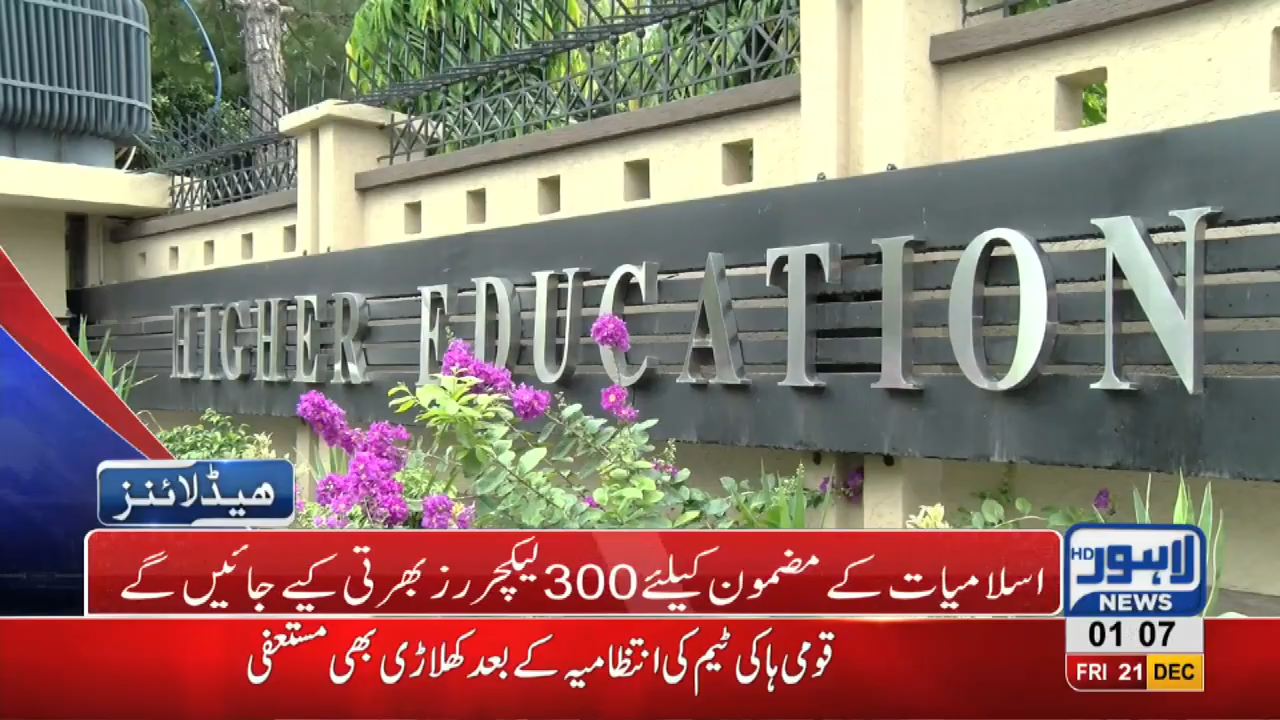 HIGHER EDUCATION
ہیڈلائنز
اسلامیات کے مضمون کیلئے 300 لیکچررز بھرتی کیے جائیں گے
قومی ہاکی ٹیم کی انتظامیہ کے بعد کھلاڑی بھی مستعفی
لاہور HD
NEWS
01 07
FRI 21 DEC